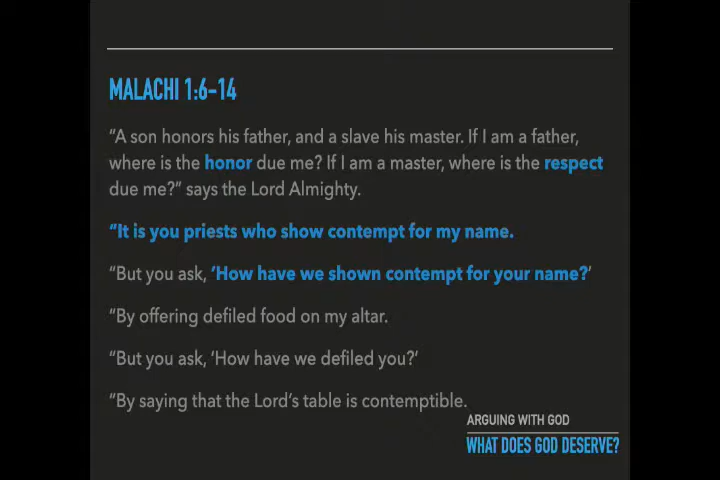 MALACHI 1:6-14
“A son honors his father, and a slave his master. If I am a father,
where is the honor due me? If I am a master, where is the respect
due me?” says the Lord Almighty.
“It is you priests who show contempt for my name.
“But you ask, ‘How have we shown contempt for your name?’
“By offering defiled food on my altar.
“But you ask, ‘How have we defiled you?’
“By saying that the Lord’s table is contemptible.
ARGUING WITH GOD
WHAT DOES GOD DESERVE?